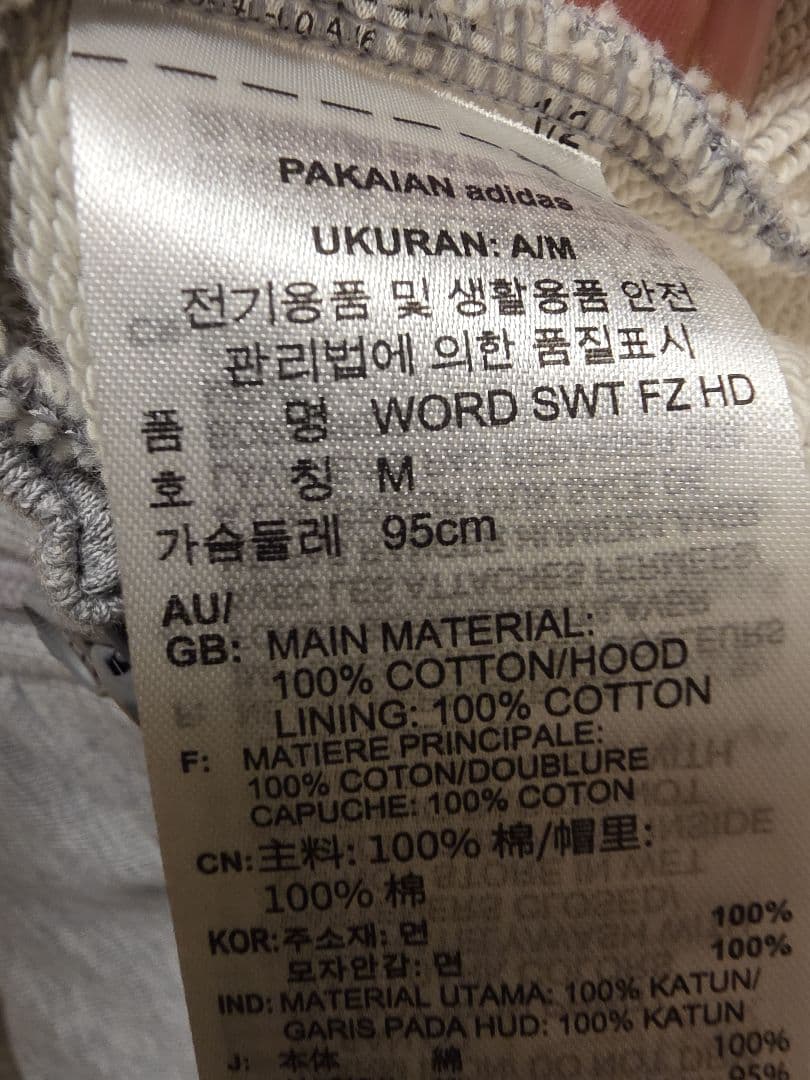 1/2
PAKAIAN adidas
UKURAN: A/M
전기용품 및 생활용품 안전
관리법에 의한 품질표시
품 명 WORD SWT FZ HD
호 칭 M
가슴둘레 95cm
AU/
GB: MAIN MATERIAL:
100% COTTON/HOOD
LINING: 100% COTTON
F: MATIERE PRINCIPALE:
100% COTON/DOUBLURE
CAPUCHE: 100% COTON
CN: 主料: 100% 棉/帽里:
100% 棉
KOR: 주소재: 면 100%
모자안감: 면 100%
IND: MATERIAL UTAMA: 100% KATUN/
GARIS PADA HUD: 100% KATUN
J: 本体 綿 100%
95%